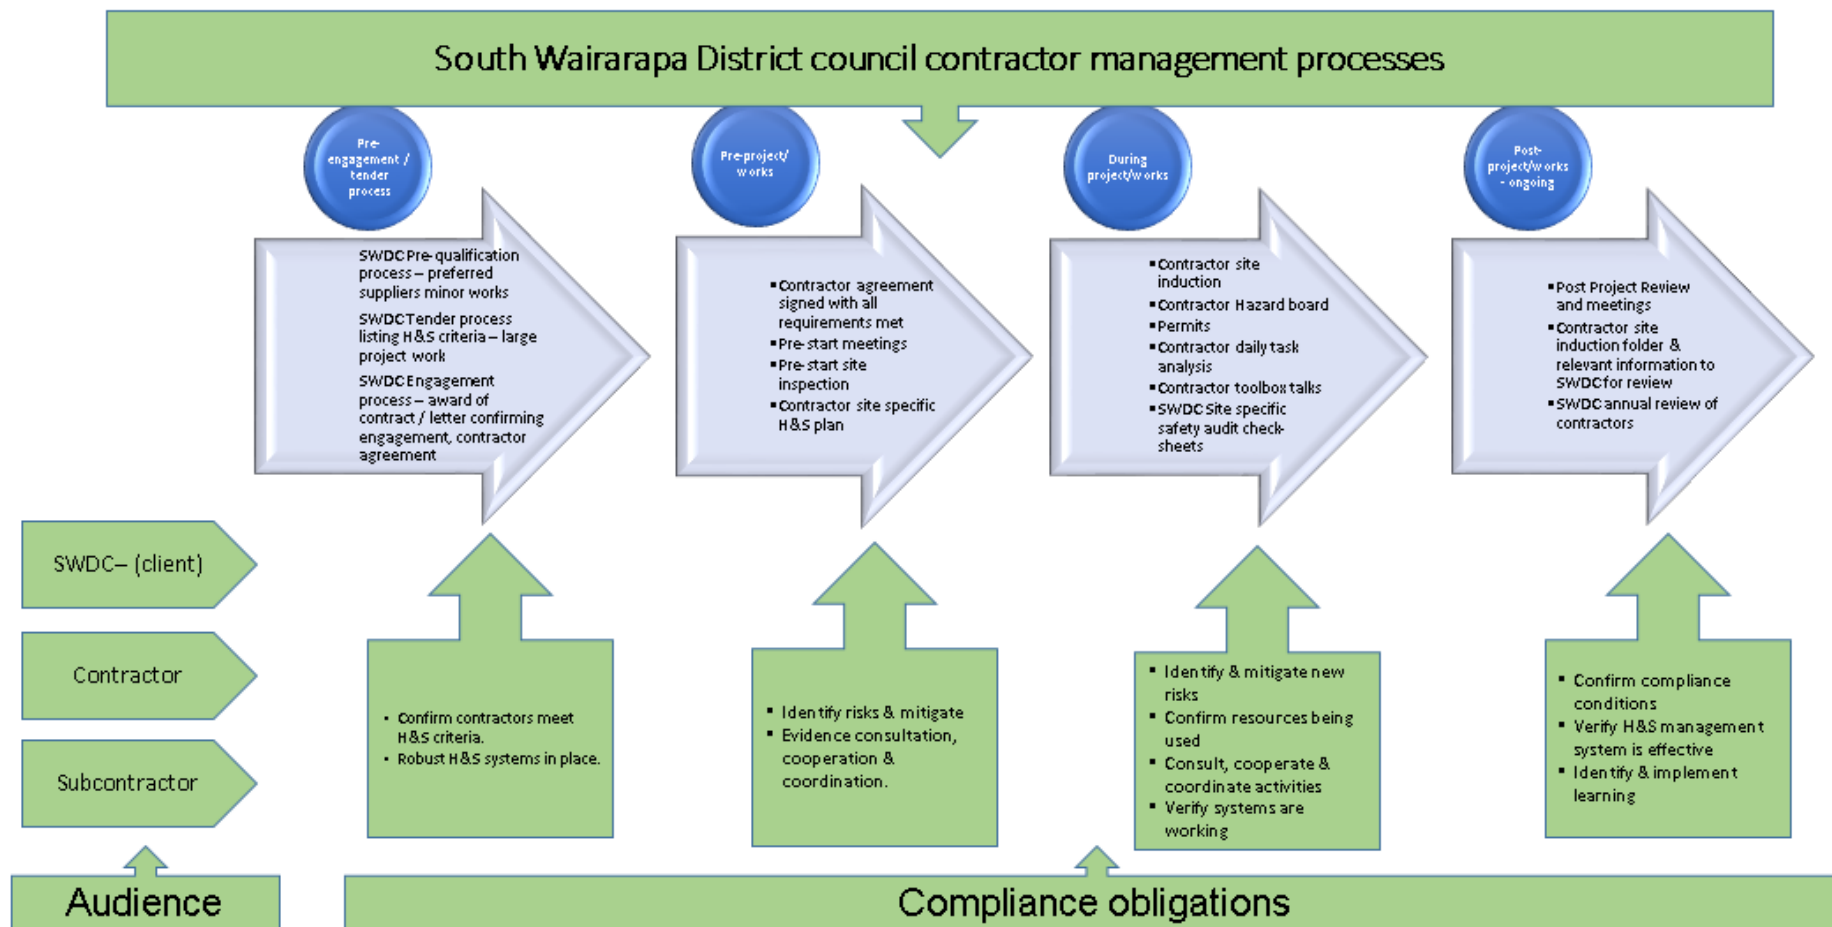 South Wairarapa District council contractor management processes
Pre-
engagement /
tender
process
SWDC Pre-qualification
process – preferred
suppliers minor works
SWDC Tender process
listing H&S criteria – large
project work
SWDC Engagement
process – award of
contract / letter confirming
engagement, contractor
agreement
Pre-project/
works
▪Contractor agreement
signed with all
requirements met
▪Pre-start meetings
▪Pre-start site
inspection
▪Contractor site specific
H&S plan
During
project/works
▪Contractor site
induction
▪Contractor Hazard board
▪Permits
▪Contractor daily task
analysis
▪Contractor toolbox talks
▪SWDC Site specific
safety audit check-
sheets
Post-
project/works
- ongoing
▪Post Project Review
and meetings
▪Contractor site
induction folder &
relevant information to
SWDC for review
▪SWDC annual review of
contractors
SWDC– (client)
Contractor
Subcontractor
Audience
• Confirm contractors meet
H&S criteria.
• Robust H&S systems in place.
▪ Identify risks & mitigate
▪ Evidence consultation,
cooperation &
coordination.
▪ Identify & mitigate new
risks
▪ Confirm resources being
used
▪ Consult, cooperate &
coordinate activities
▪ Verify systems are
working
▪ Confirm compliance
conditions
▪ Verify H&S management
system is effective
▪ Identify & implement
learning
Compliance obligations